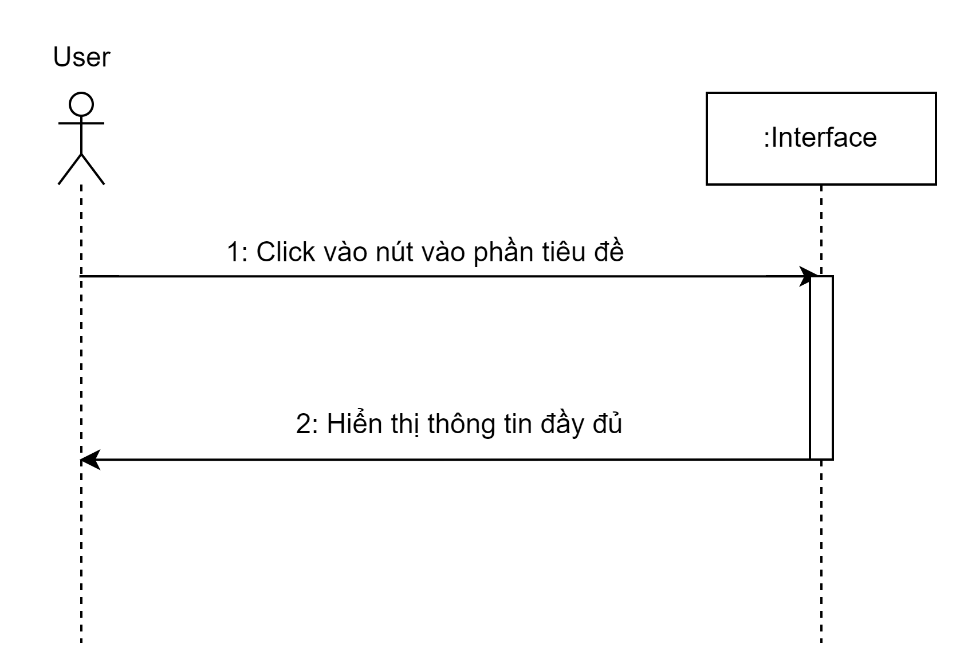 User
:Interface
1: Click vào nút vào phần tiêu đề
2: Hiển thị thông tin đầy đủ